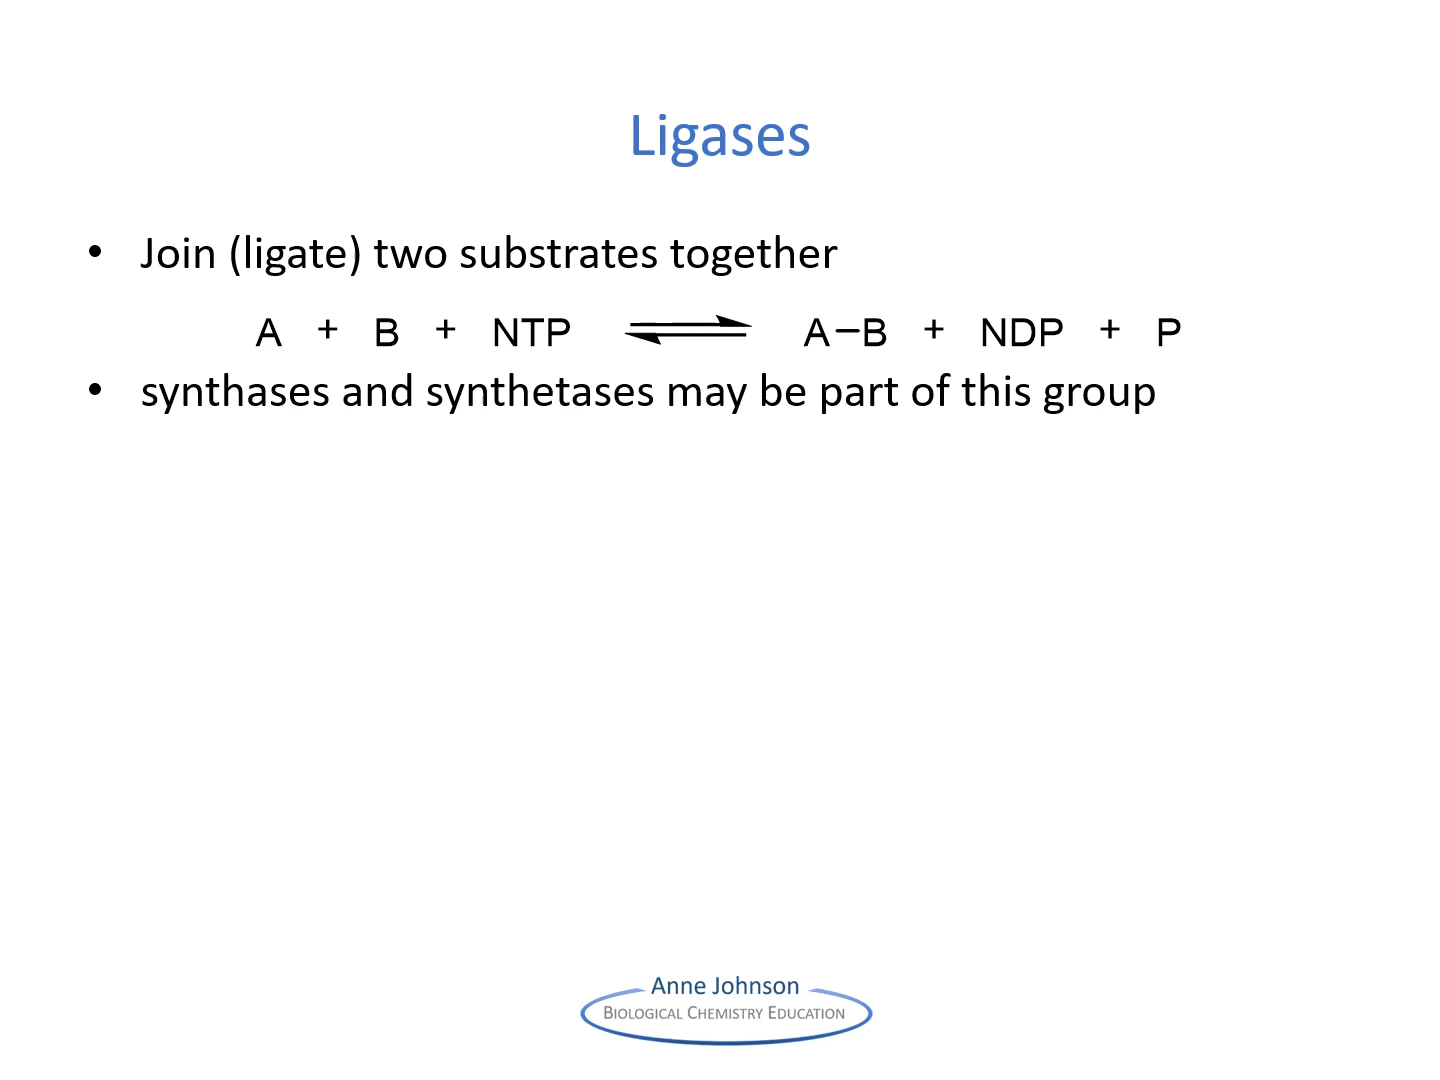 Ligases
• Join (ligate) two substrates together
A + B + NTP ⇌ A−B + NDP + P
• synthases and synthetases may be part of this group
Anne Johnson
BIOLOGICAL CHEMISTRY EDUCATION